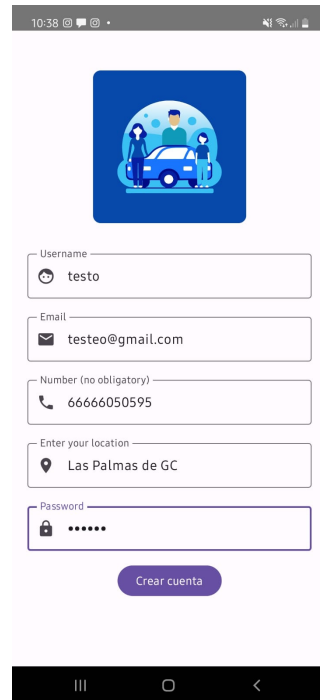 10:38
Username
testo
Email
testeo@gmail.com
Number (no obligatory)
66666050595
Enter your location
Las Palmas de GC
Password
••••••
Crear cuenta